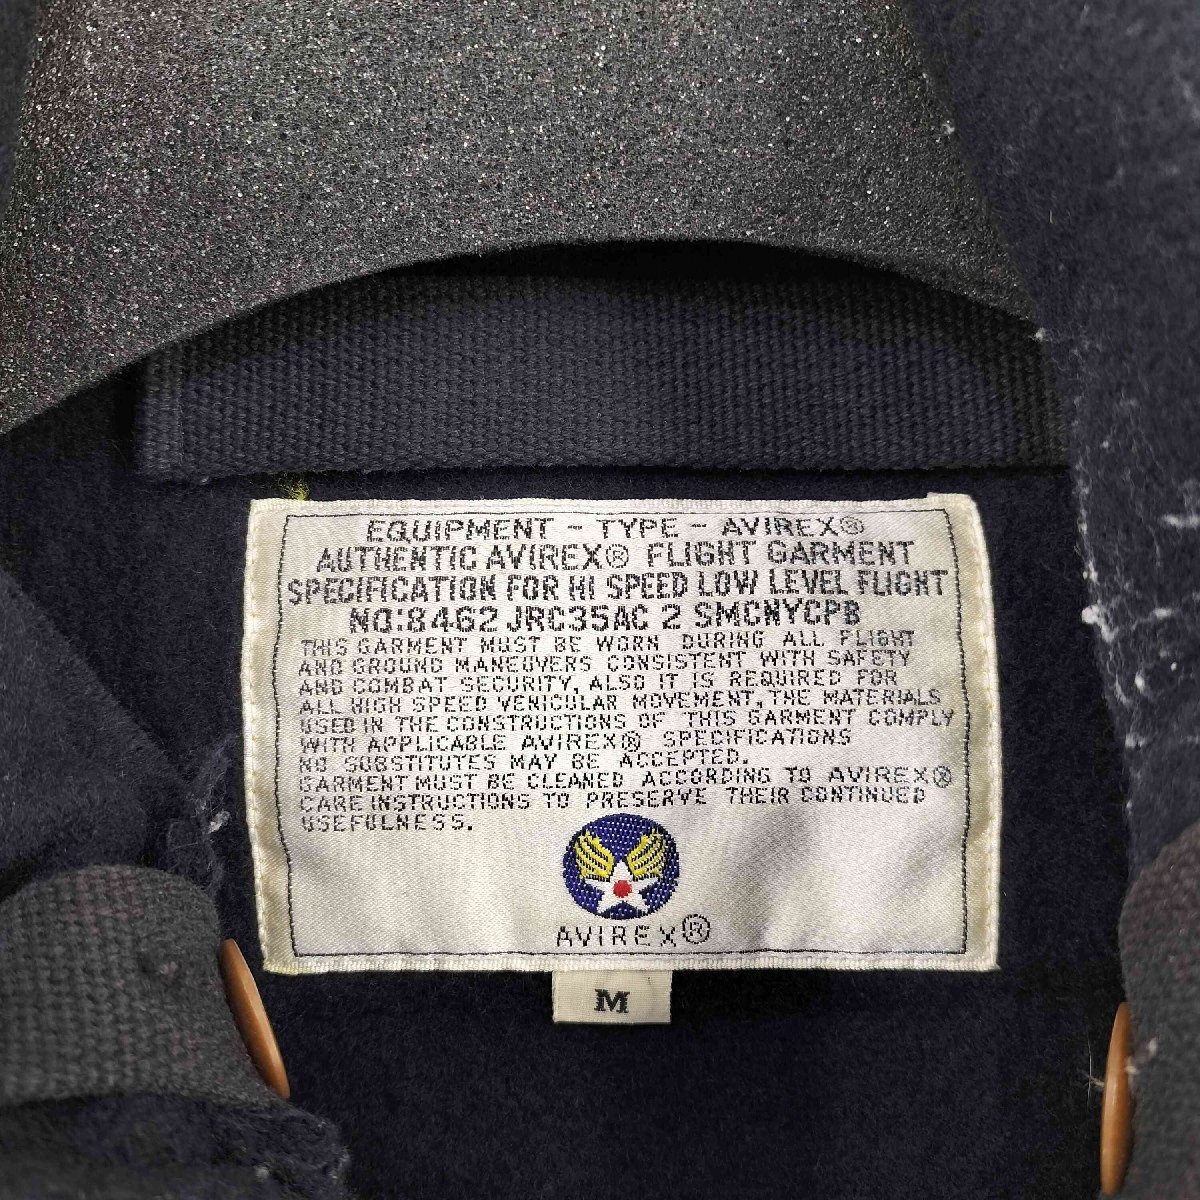 EQUIPMENT - TYPE - AVIREX®
AUTHENTIC AVIREX® FLIGHT GARMENT
SPECIFICATION FOR HI SPEED LOW LEVEL FLIGHT
NO:8462 JRC35AC 2 SMCNYCPB
THIS GARMENT MUST BE WORN DURING ALL FLIGHT
AND GROUND MANEUVERS CONSISTENT WITH SAFETY
AND COMBAT SECURITY, ALSO IT IS REQUIRED FOR
ALL HIGH SPEED VENICULAR MOVEMENT, THE MATERIALS
USED IN THE CONSTRUCTIONS OF THIS GARMENT COMPLY
WITH APPLICABLE AVIREX® SPECIFICATIONS
NO SUBSTITUTES MAY BE ACCEPTED.
GARMENT MUST BE CLEANED ACCORDING TO AVIREX®
CARE INSTRUCTIONS TO PRESERVE THEIR CONTINUED
USEFULNESS.
AVIREX®
M